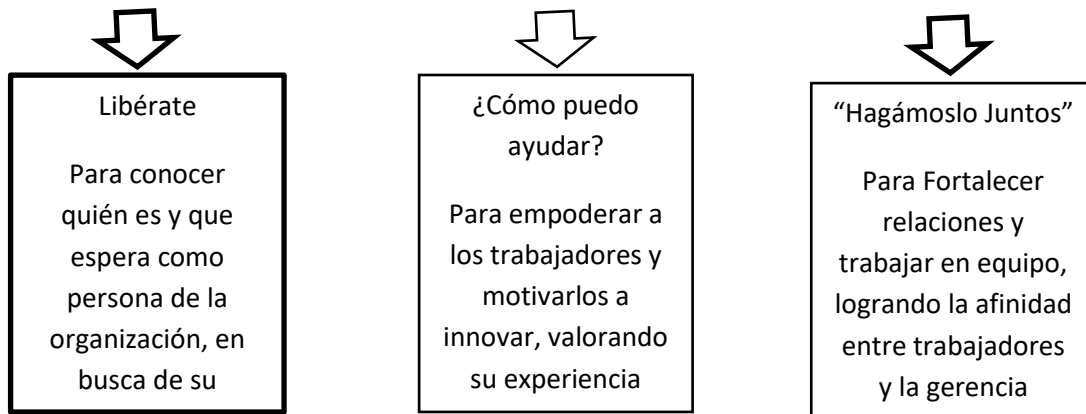 Libérate
Para conocer
quién es y que
espera como
persona de la
organización, en
busca de su
¿Cómo puedo
ayudar?
Para empoderar a
los trabajadores y
motivarlos a
innovar, valorando
su experiencia
“Hagámoslo Juntos”
Para Fortalecer
relaciones y
trabajar en equipo,
logrando la afinidad
entre trabajadores
y la gerencia